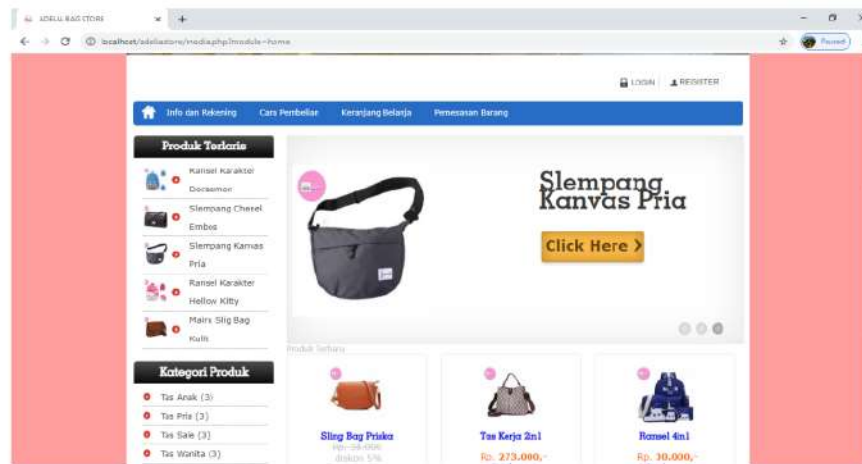 ADELIA BAG STORE
localhost/adeliastore/media.php?module=home
Paused
LOGIN
REGISTER
Info dan Rekening
Cara Pembelian
Keranjang Belanja
Pemesanan Barang
Produk Terlaris
Ransel Karakter
Doraemon
Slempang Chesel
Embos
Slempang Kanvas
Pria
Ransel Karakter
Hellow Kitty
Slig Bag
Kulit
Slempang
Kanvas Pria
Click Here >
Produk Terbaru
Kategori Produk
Tas Anak (3)
Tas Pria (3)
Tas Sale (3)
Tas Wanita (3)
Sling Bag Priska
diskon 5%
Tas Kerja 2in1
Rp. 273.000,-
Ransel 4in1
Rp. 30.000,-